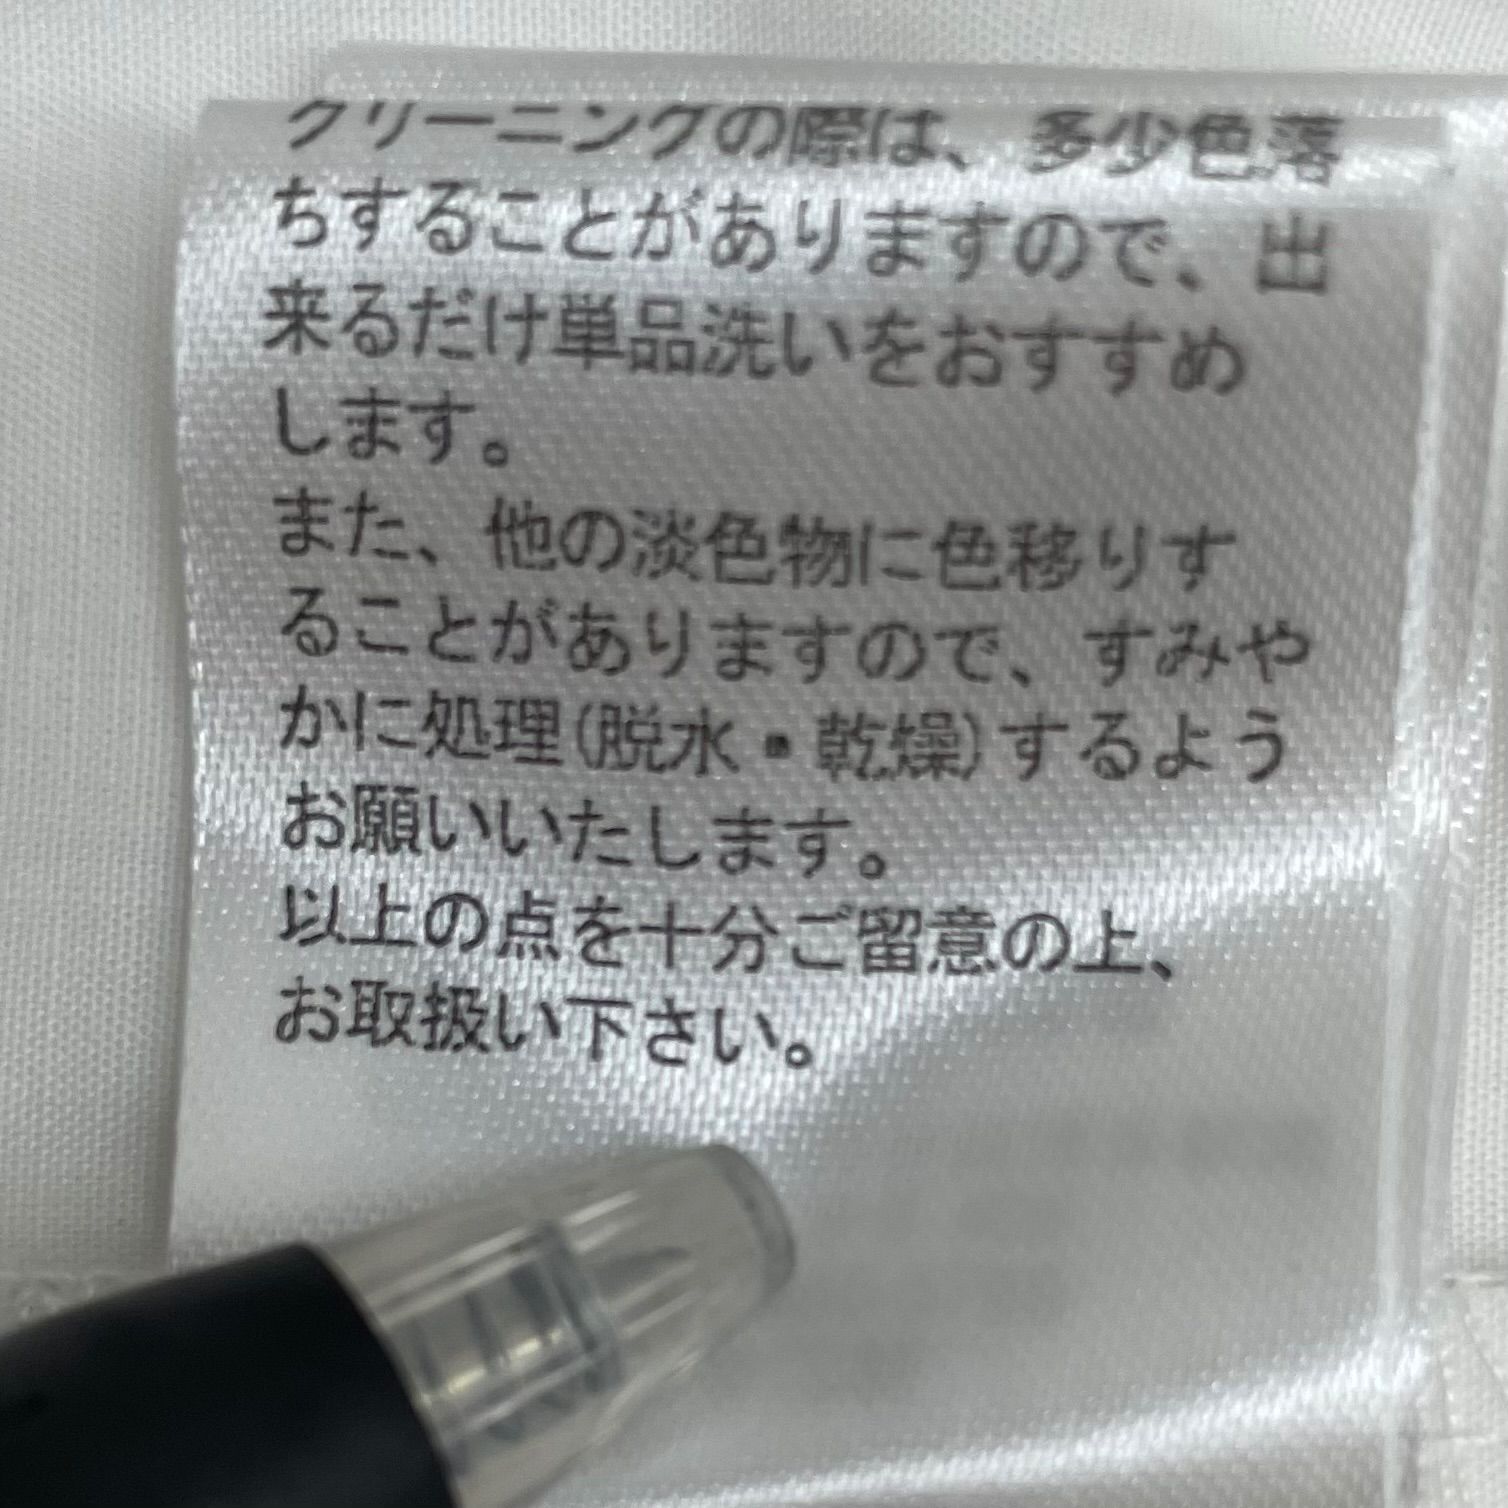 クリーニングの際は、多少色落
ちすることがありますので、出
来るだけ単品洗いをおすすめ
します。
また、他の淡色物に色移りす
ることがありますので、すみや
かに処理(脱水・乾燥)するよう
お願いいたします。
以上の点を十分ご留意の上、
お取扱い下さい。